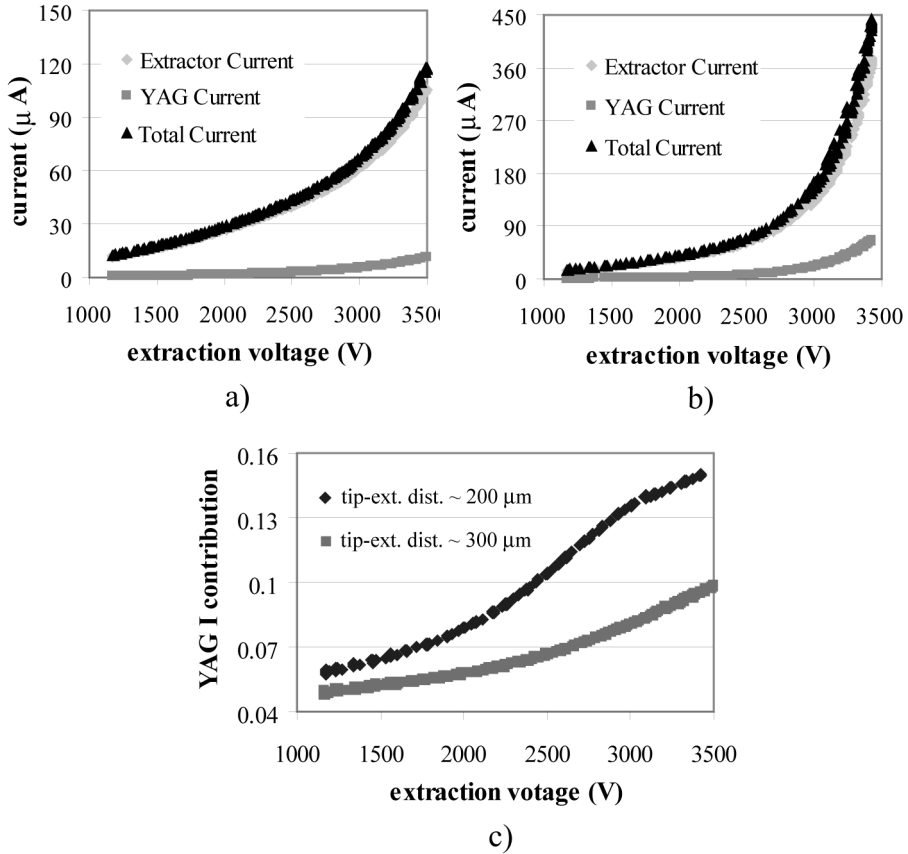 150
120
90
60
30
0
current (μ A)
Extractor Current
YAG Current
Total Current
1000 1500 2000 2500 3000 3500
extraction voltage (V)
a)
450
360
270
180
90
0
current (μ A)
Extractor Current
YAG Current
Total Current
1000 1500 2000 2500 3000 3500
extraction voltage (V)
b)
0.16
0.13
0.1
0.07
0.04
YAG I contribution
tip-ext. dist. ~ 200 μm
tip-ext. dist. ~ 300 μm
1000 1500 2000 2500 3000 3500
extraction votage (V)
c)